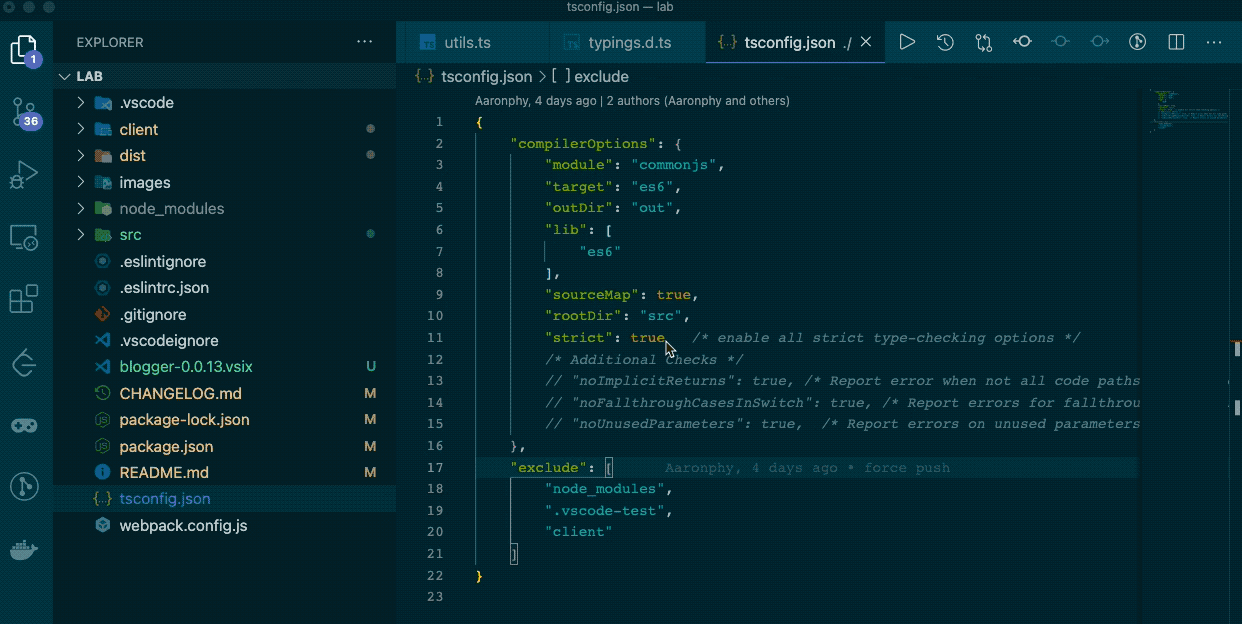 tsconfig.json — lab
EXPLORER
utils.ts
typings.d.ts
tsconfig.json ./
1
36
LAB
.vscode
client
dist
images
node_modules
src
.eslintignore
.eslintrc.json
.gitignore
.vscodeignore
blogger-0.0.13.vsix U
CHANGELOG.md M
package-lock.json M
package.json M
README.md M
tsconfig.json
webpack.config.js
tsconfig.json > [ ] exclude
Aaronphy, 4 days ago | 2 authors (Aaronphy and others)
1 {
2 "compilerOptions": {
3 "module": "commonjs",
4 "target": "es6",
5 "outDir": "out",
6 "lib": [
7 "es6"
8 ],
9 "sourceMap": true,
10 "rootDir": "src",
11 "strict": true /* enable all strict type-checking options */
12 /* Additional Checks */
13 // "noImplicitReturns": true, /* Report error when not all code paths
14 // "noFallthroughCasesInSwitch": true, /* Report errors for fallthrou
15 // "noUnusedParameters": true, /* Report errors on unused parameters
16 },
17 "exclude": [ Aaronphy, 4 days ago • force push
18 "node_modules",
19 ".vscode-test",
20 "client"
21 ]
22 }
23